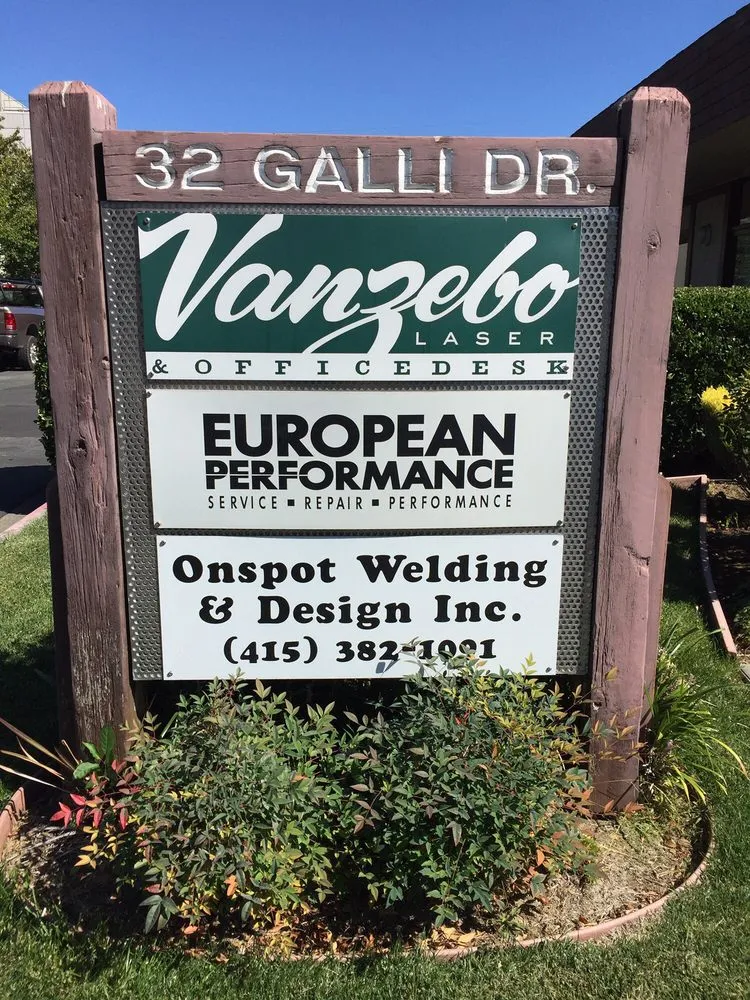 32 GALLI DR.
Vanzebo
LASER
& OFFICEDESK
EUROPEAN
PERFORMANCE
SERVICE ▪ REPAIR ▪ PERFORMANCE
Onspot Welding
& Design Inc.
(415) 382-1091